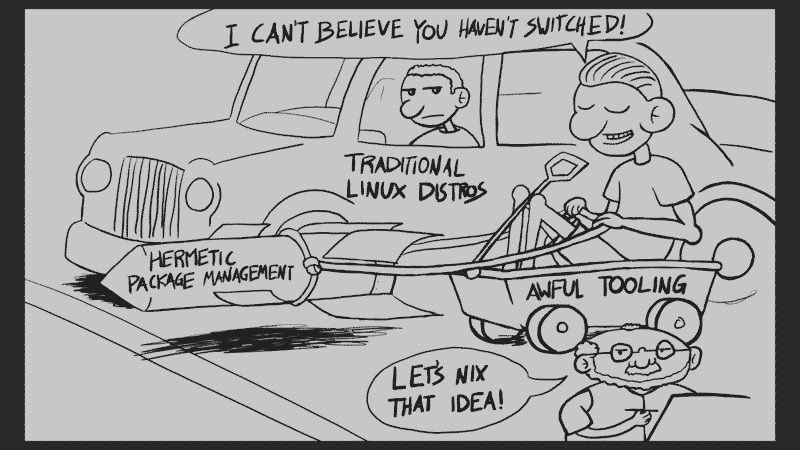 I CAN'T BELIEVE YOU HAVEN'T SWITCHED!
TRADITIONAL
LINUX DISTROS
HERMETIC
PACKAGE MANAGEMENT
AWFUL TOOLING
LET'S NIX
THAT IDEA!